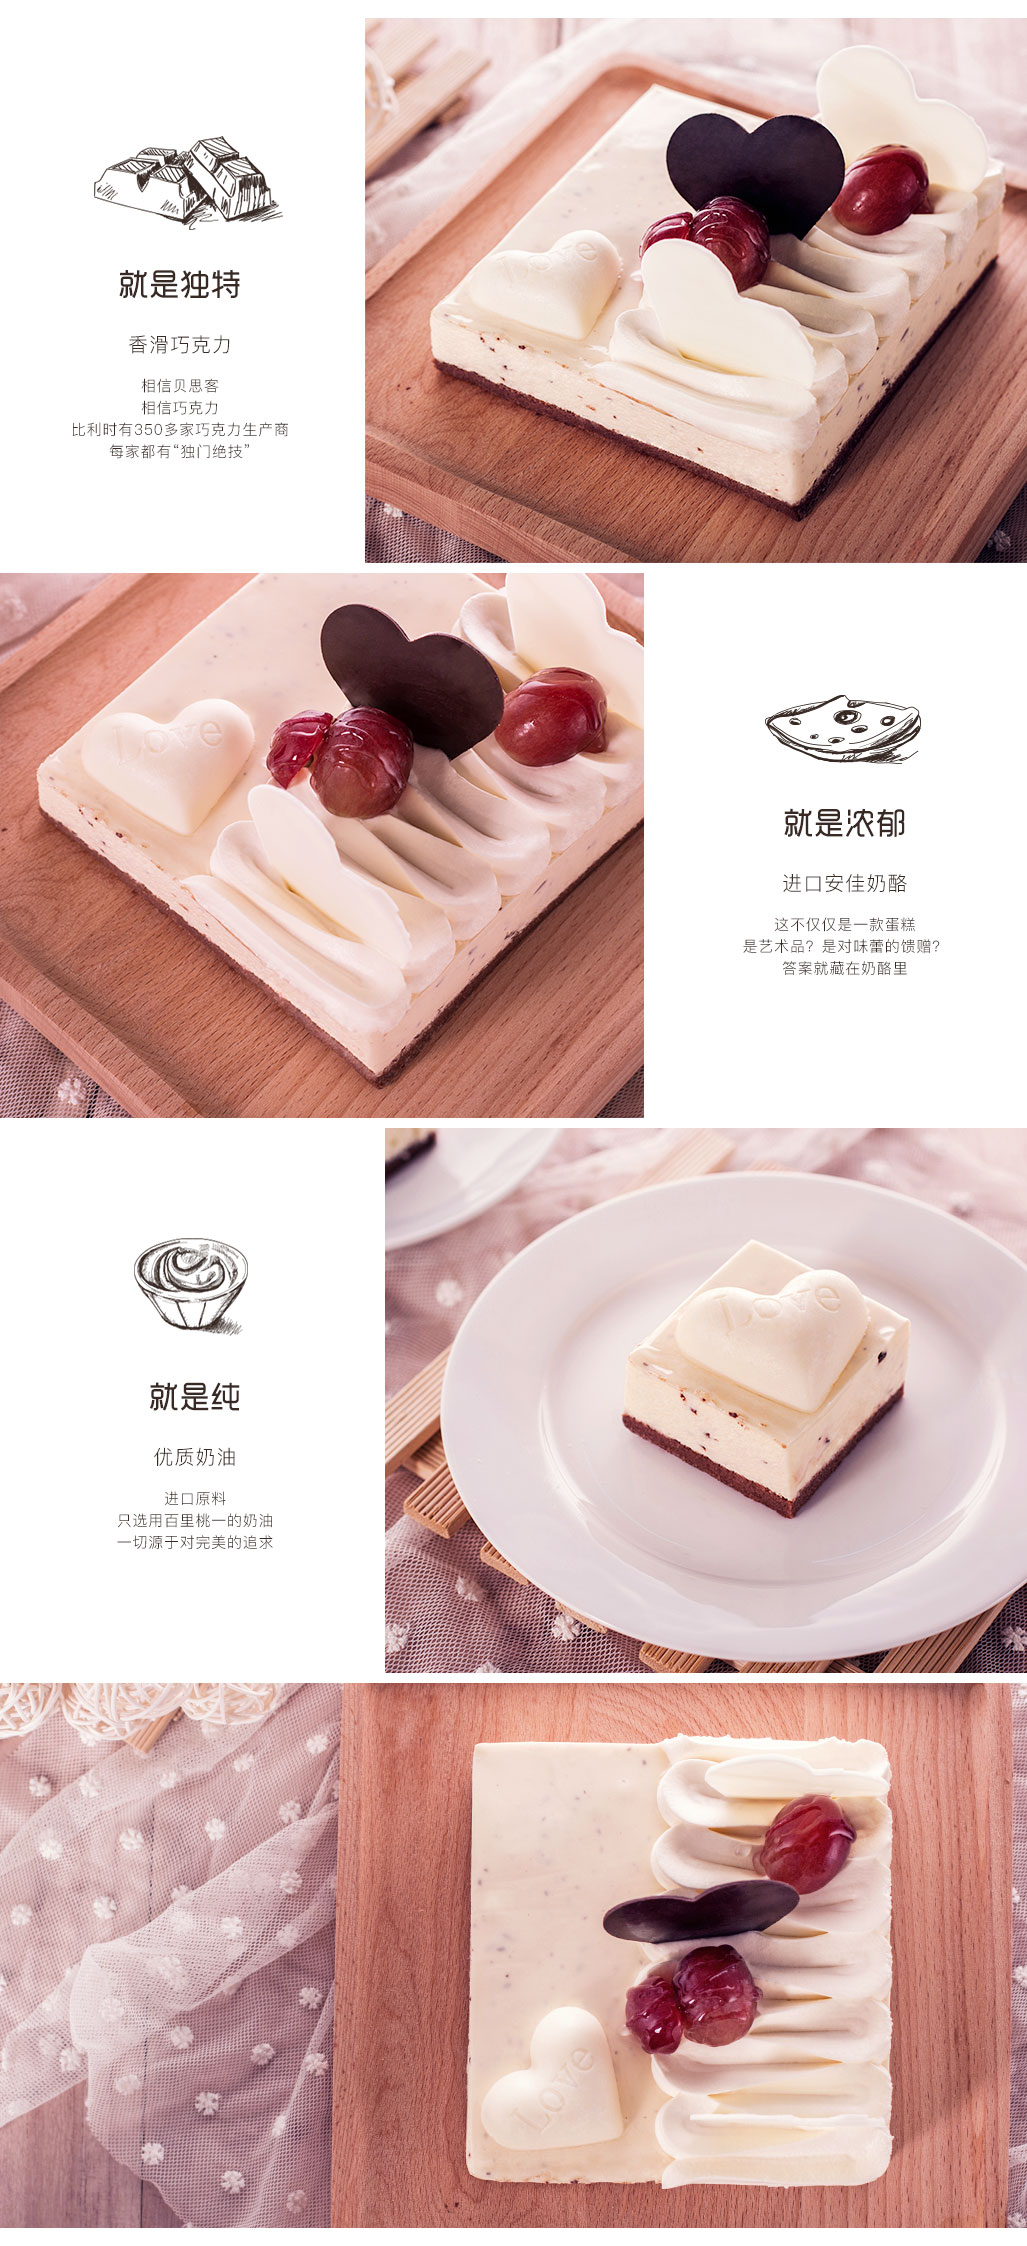 就是独特
香滑巧克力
相信贝思客
相信巧克力
比利时有350多家巧克力生产商
每家都有“独门绝技”
Love
Love
就是浓郁
进口安佳奶酪
这不仅仅是一款蛋糕
是艺术品？是对味蕾的馈赠？
答案就藏在奶酪里
就是纯
优质奶油
进口原料
只选用百里桃一的奶油
一切源于对完美的追求
Love
Love